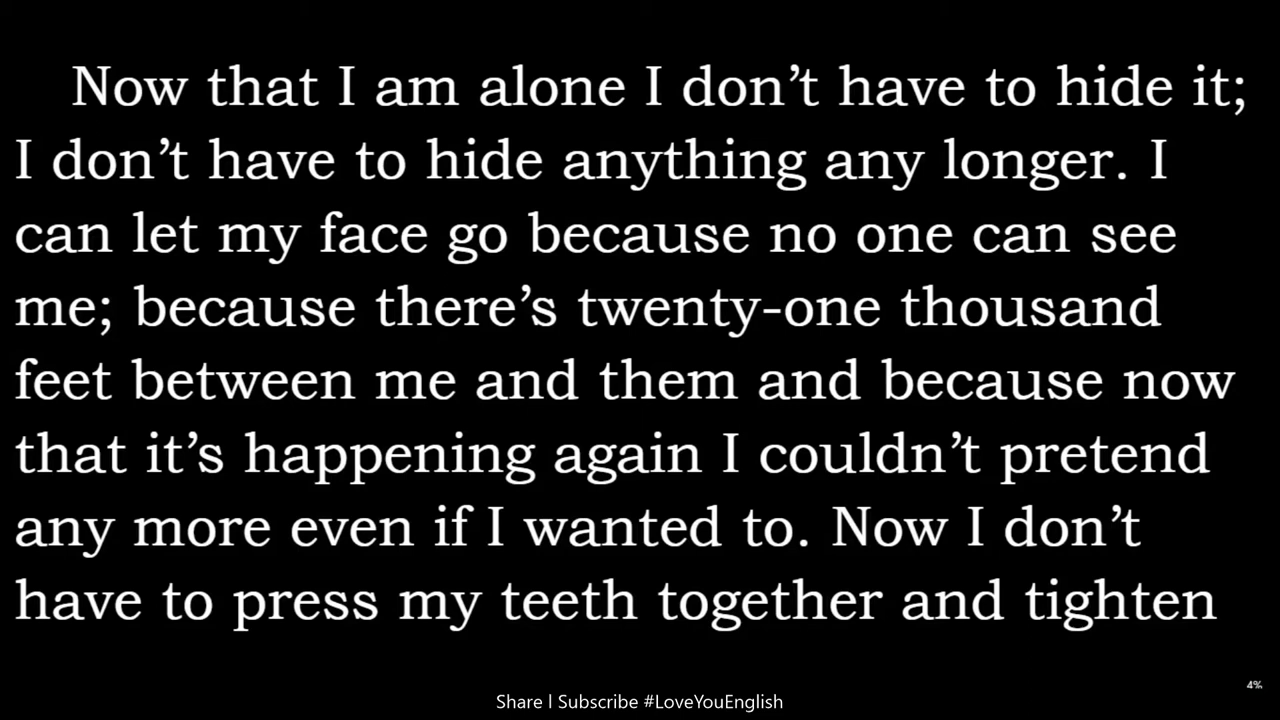 Now that I am alone I don’t have to hide it;
I don’t have to hide anything any longer. I
can let my face go because no one can see
me; because there’s twenty-one thousand
feet between me and them and because now
that it’s happening again I couldn’t pretend
any more even if I wanted to. Now I don’t
have to press my teeth together and tighten
4%
Share | Subscribe #LoveYouEnglish